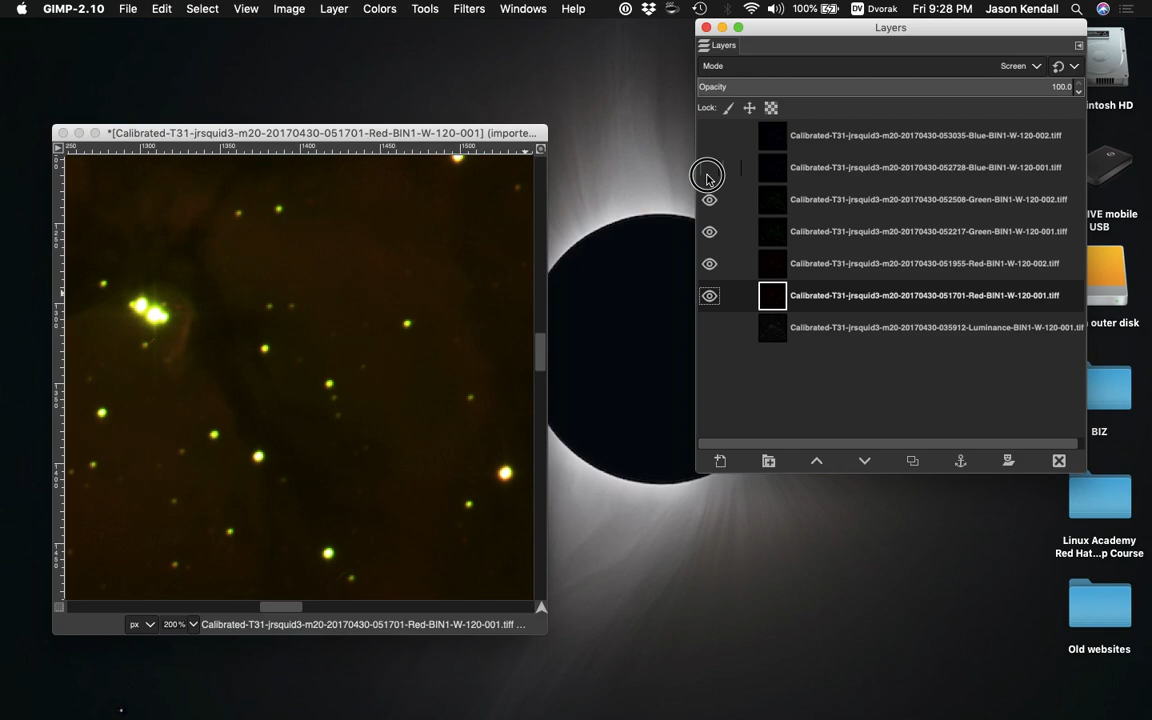 GIMP-2.10 File Edit Select View Image Layer Colors Tools Filters Windows Help 100% DV Dvorak Fri 9:28 PM Jason Kendall
Layers
Layers
Mode Screen
Opacity 100.0
Lock:
intosh HD
*[Calibrated-T31-jrsquid3-m20-20170430-051701-Red-BIN1-W-120-001] (importe...
1300 1350 1400 1450 1500
Calibrated-T31-jrsquid3-m20-20170430-053035-Blue-BIN1-W-120-002.tiff
Calibrated-T31-jrsquid3-m20-20170430-052728-Blue-BIN1-W-120-001.tiff
Calibrated-T31-jrsquid3-m20-20170430-052508-Green-BIN1-W-120-002.tiff
IVE mobile
USB
Calibrated-T31-jrsquid3-m20-20170430-052217-Green-BIN1-W-120-001.tiff
Calibrated-T31-jrsquid3-m20-20170430-051955-Red-BIN1-W-120-002.tiff
Calibrated-T31-jrsquid3-m20-20170430-051701-Red-BIN1-W-120-001.tiff
Calibrated-T31-jrsquid3-m20-20170430-035912-Luminance-BIN1-W-120-001.tif
outer disk
BIZ
Linux Academy
Red Hat...p Course
px 200% Calibrated-T31-jrsquid3-m20-20170430-051701-Red-BIN1-W-120-001.tiff ...
Old websites